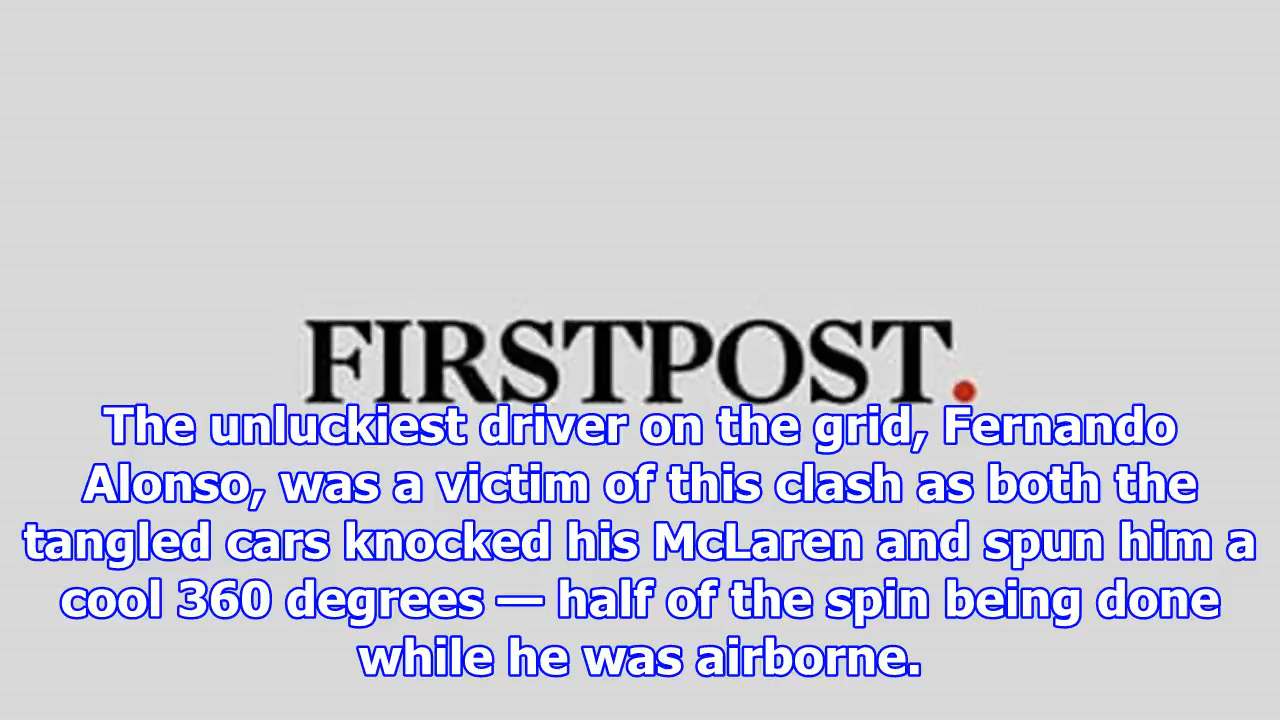 FIRSTPOST.
The unluckiest driver on the grid, Fernando
Alonso, was a victim of this clash as both the
tangled cars knocked his McLaren and spun him a
cool 360 degrees — half of the spin being done
while he was airborne.